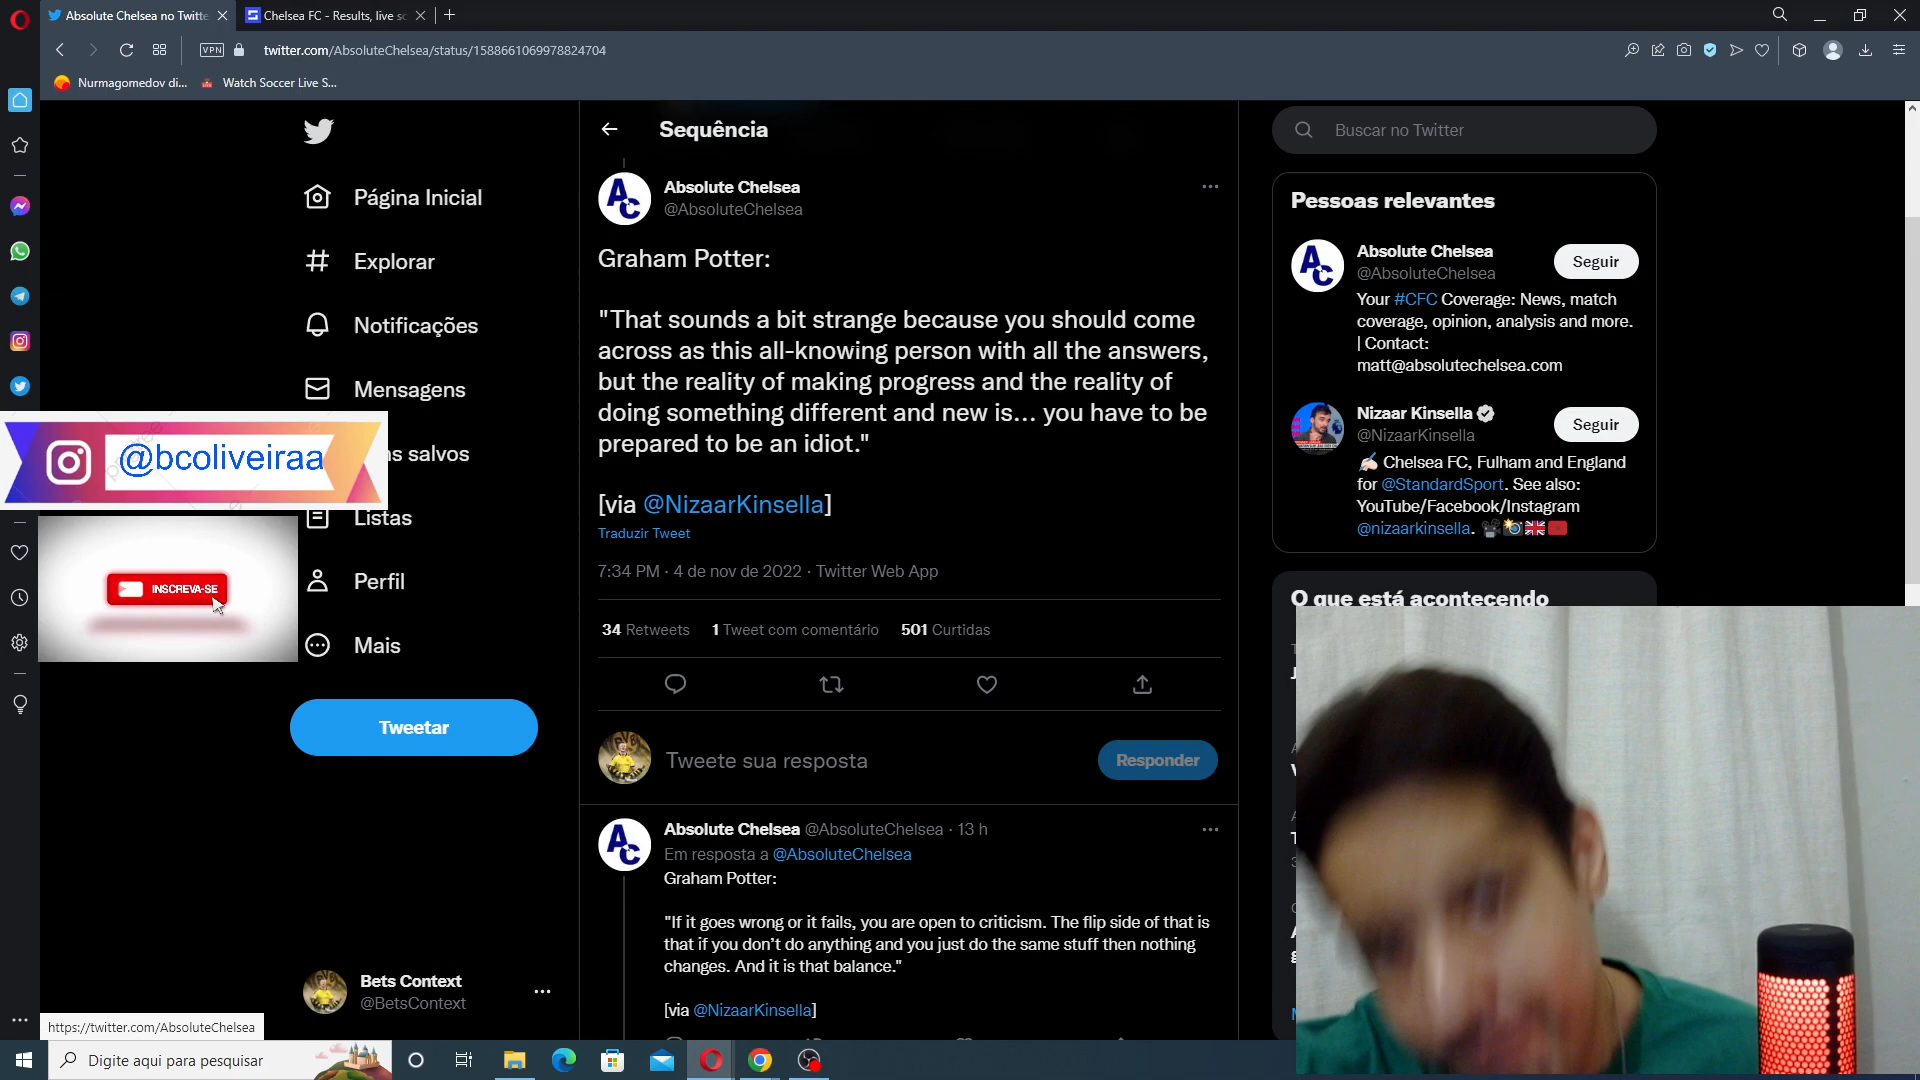 Absolute Chelsea no Twitte
Chelsea FC - Results, live sc
VPN
twitter.com/AbsoluteChelsea/status/1588661069978824704
Nurmagomedov di...
Watch Soccer Live S...
Página Inicial
Explorar
Notificações
Mensagens
ns salvos
Listas
Perfil
Mais
Tweetar
@bcoliveiraa
INSCREVA-SE
Bets Context
@BetsContext
https://twitter.com/AbsoluteChelsea
Sequência
AC
Absolute Chelsea
@AbsoluteChelsea
Graham Potter:
"That sounds a bit strange because you should come
across as this all-knowing person with all the answers,
but the reality of making progress and the reality of
doing something different and new is... you have to be
prepared to be an idiot."
[via @NizaarKinsella]
Traduzir Tweet
7:34 PM · 4 de nov de 2022 · Twitter Web App
34 Retweets 1 Tweet com comentário 501 Curtidas
Tweete sua resposta
Responder
AC
Absolute Chelsea @AbsoluteChelsea · 13 h
Em resposta a @AbsoluteChelsea
Graham Potter:
"If it goes wrong or it fails, you are open to criticism. The flip side of that is
that if you don't do anything and you just do the same stuff then nothing
changes. And it is that balance."
[via @NizaarKinsella]
Buscar no Twitter
Pessoas relevantes
AC
Absolute Chelsea
@AbsoluteChelsea
Seguir
Your #CFC Coverage: News, match
coverage, opinion, analysis and more.
| Contact:
matt@absolutechelsea.com
Nizaar Kinsella
@NizaarKinsella
Seguir
Chelsea FC, Fulham and England
for @StandardSport. See also:
YouTube/Facebook/Instagram
@nizaarkinsella.
O que está acontecendo
Digite aqui para pesquisar